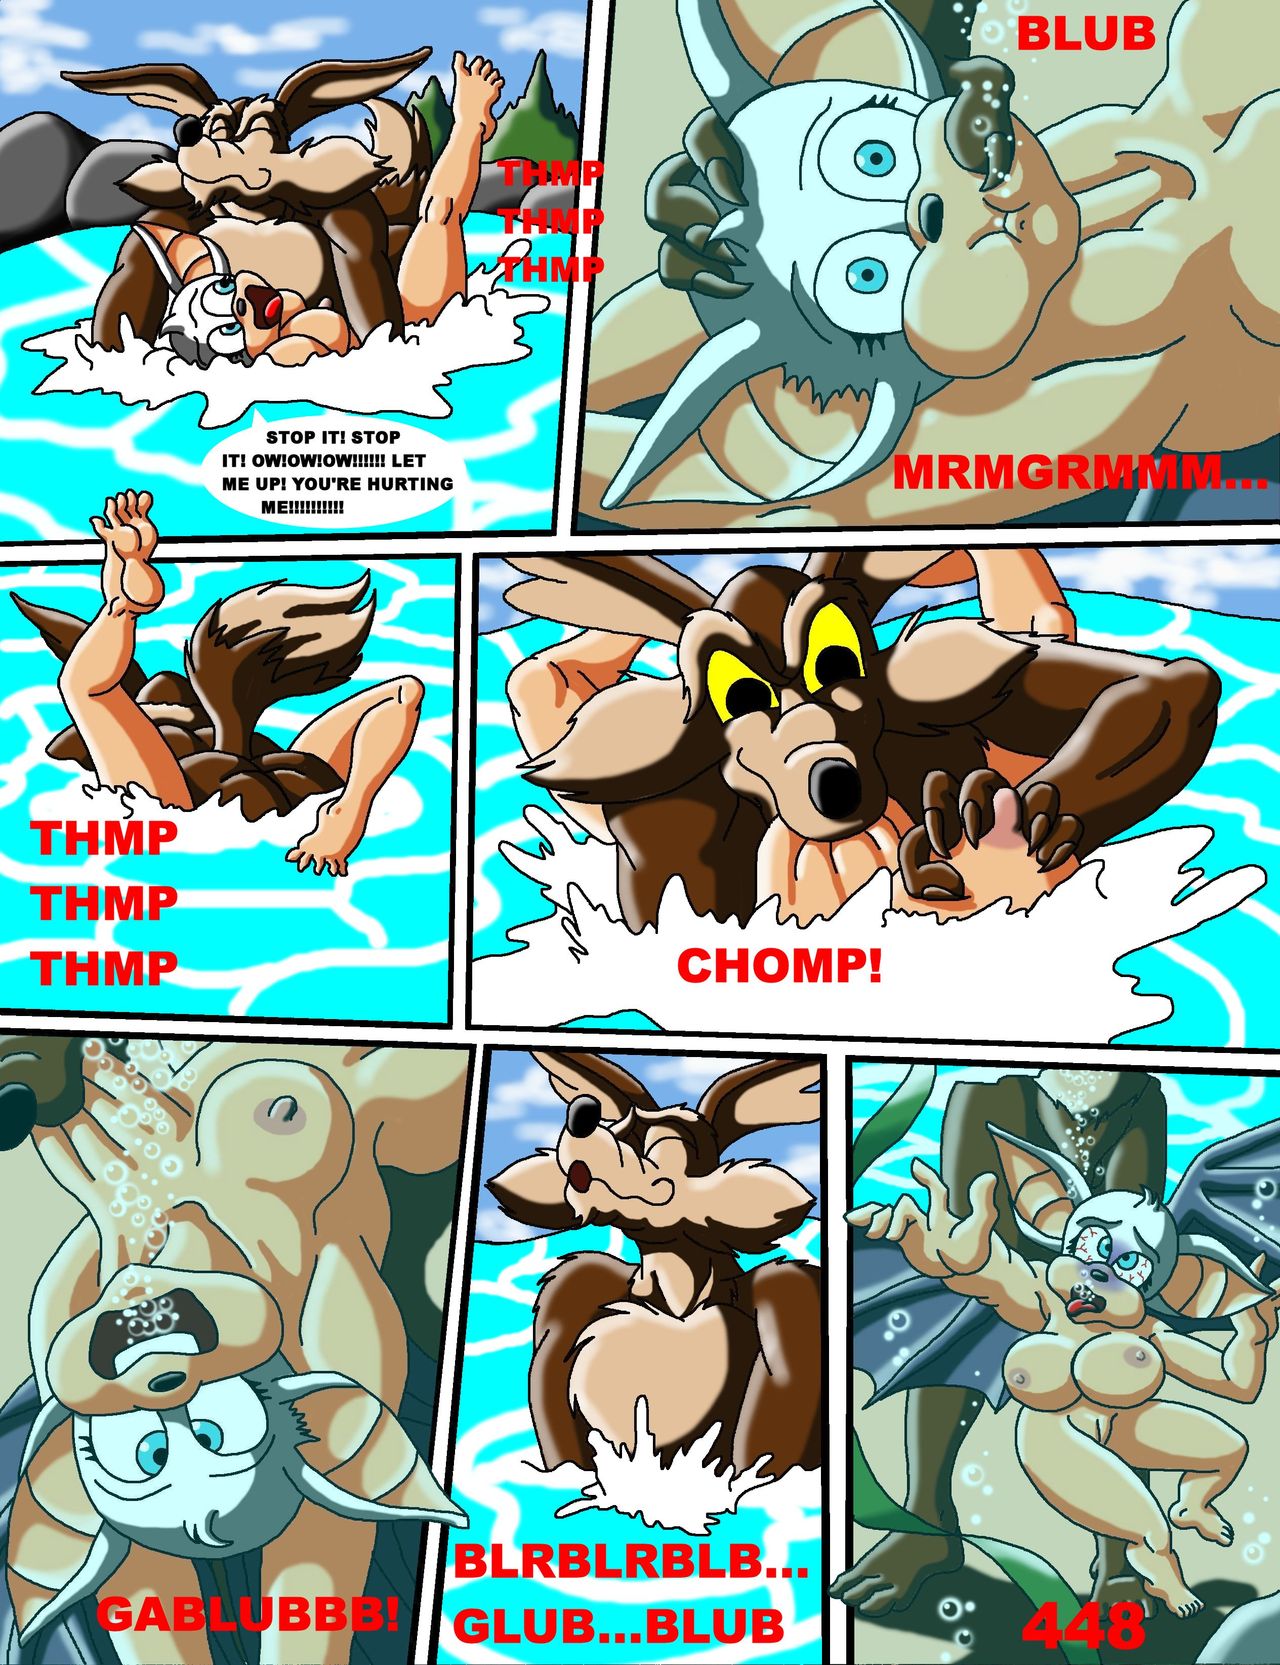 THMP
THMP
THMP
STOP IT! STOP
IT! OW!OW!OW!!!!!! LET
ME UP! YOU'RE HURTING
ME!!!!!!!!!!
BLUB
MRMGRMMM...
THMP
THMP
THMP
CHOMP!
GABLUBBB!
BLRBLRBLB...
GLUB...BLUB
448